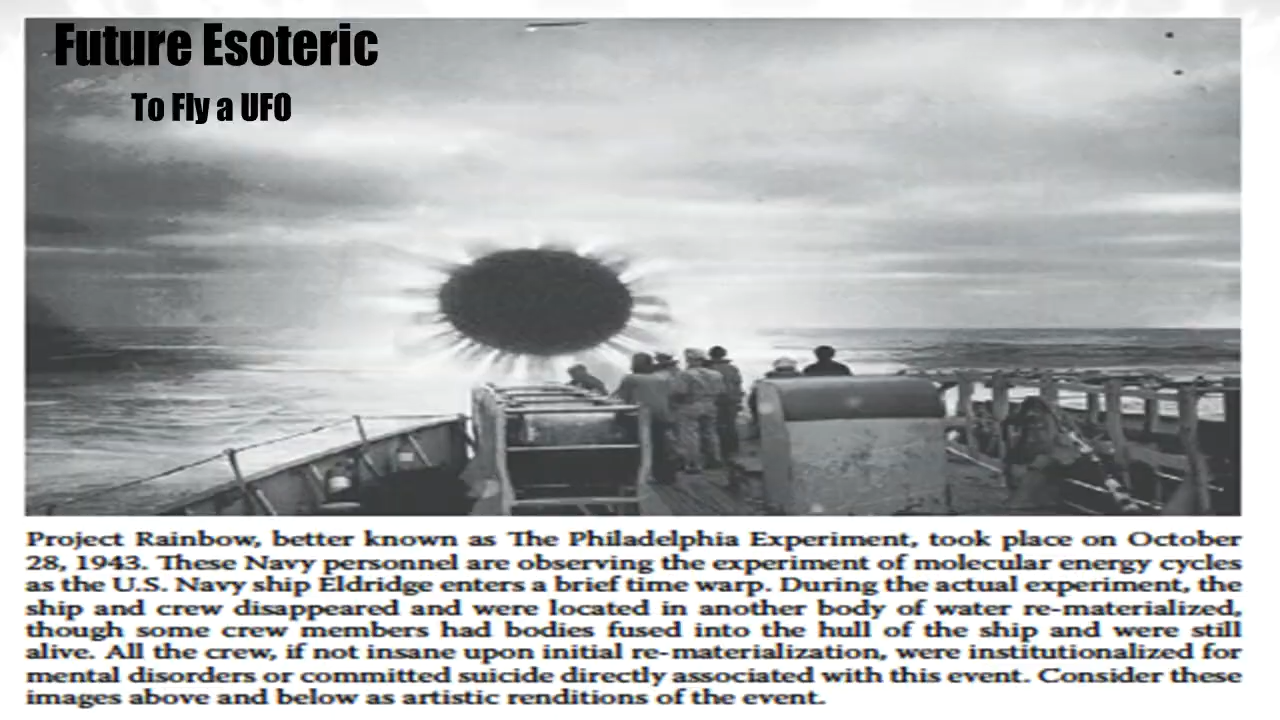 Future Esoteric
To Fly a UFO
Project Rainbow, better known as The Philadelphia Experiment, took place on October
28, 1943. These Navy personnel are observing the experiment of molecular energy cycles
as the U.S. Navy ship Eldridge enters a brief time warp. During the actual experiment, the
ship and crew disappeared and were located in another body of water re-materialized,
though some crew members had bodies fused into the hull of the ship and were still
alive. All the crew, if not insane upon initial re-materialization, were institutionalized for
mental disorders or committed suicide directly associated with this event. Consider these
images above and below as artistic renditions of the event.